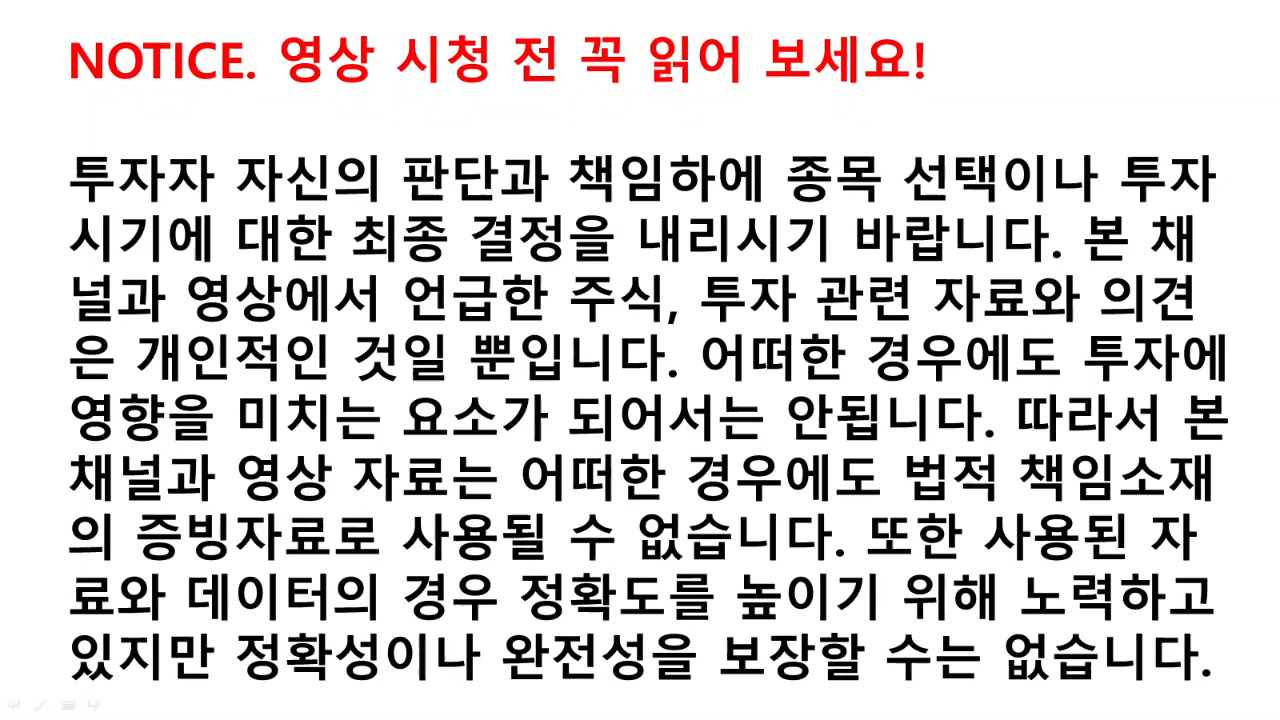 NOTICE. 영상 시청 전 꼭 읽어 보세요!
투자자 자신의 판단과 책임하에 종목 선택이나 투자
시기에 대한 최종 결정을 내리시기 바랍니다. 본 채
널과 영상에서 언급한 주식, 투자 관련 자료와 의견
은 개인적인 것일 뿐입니다. 어떠한 경우에도 투자에
영향을 미치는 요소가 되어서는 안됩니다. 따라서 본
채널과 영상 자료는 어떠한 경우에도 법적 책임소재
의 증빙자료로 사용될 수 없습니다. 또한 사용된 자
료와 데이터의 경우 정확도를 높이기 위해 노력하고
있지만 정확성이나 완전성을 보장할 수는 없습니다.